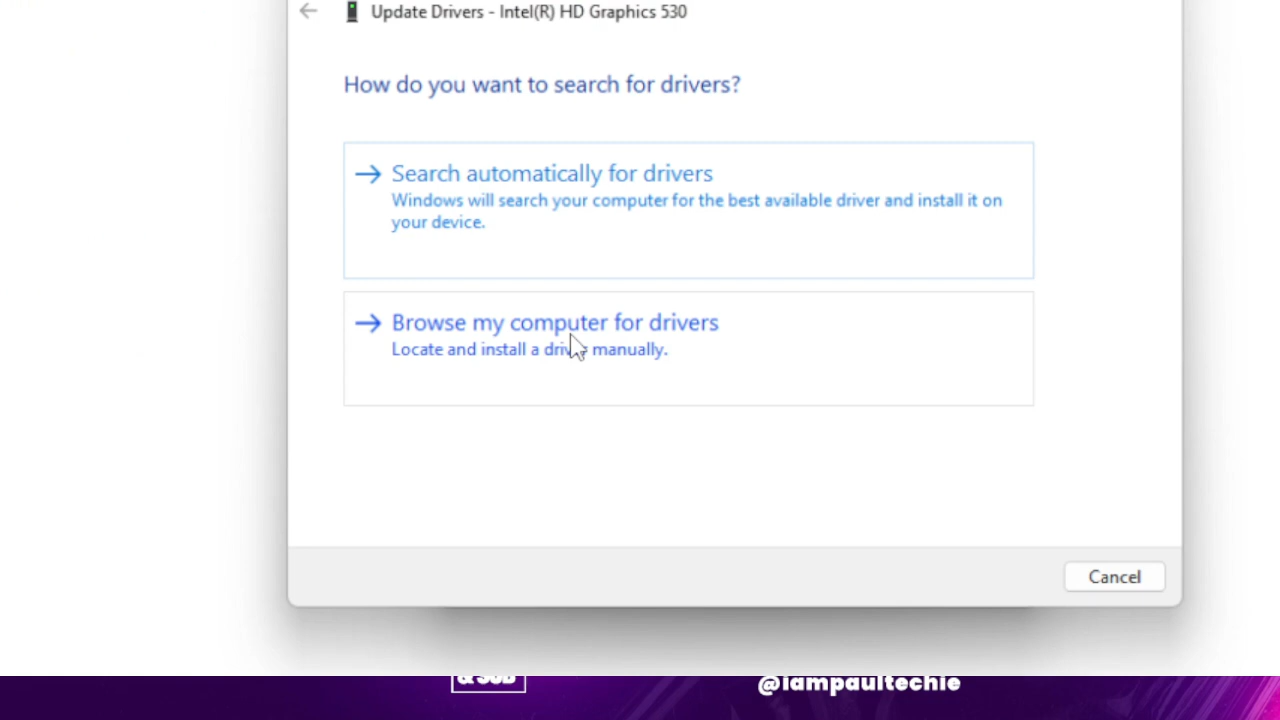 Update Drivers - Intel(R) HD Graphics 530
How do you want to search for drivers?
Search automatically for drivers
Windows will search your computer for the best available driver and install it on
your device.
Browse my computer for drivers
Locate and install a driver manually.
Cancel
& SUB
@iampaultechie